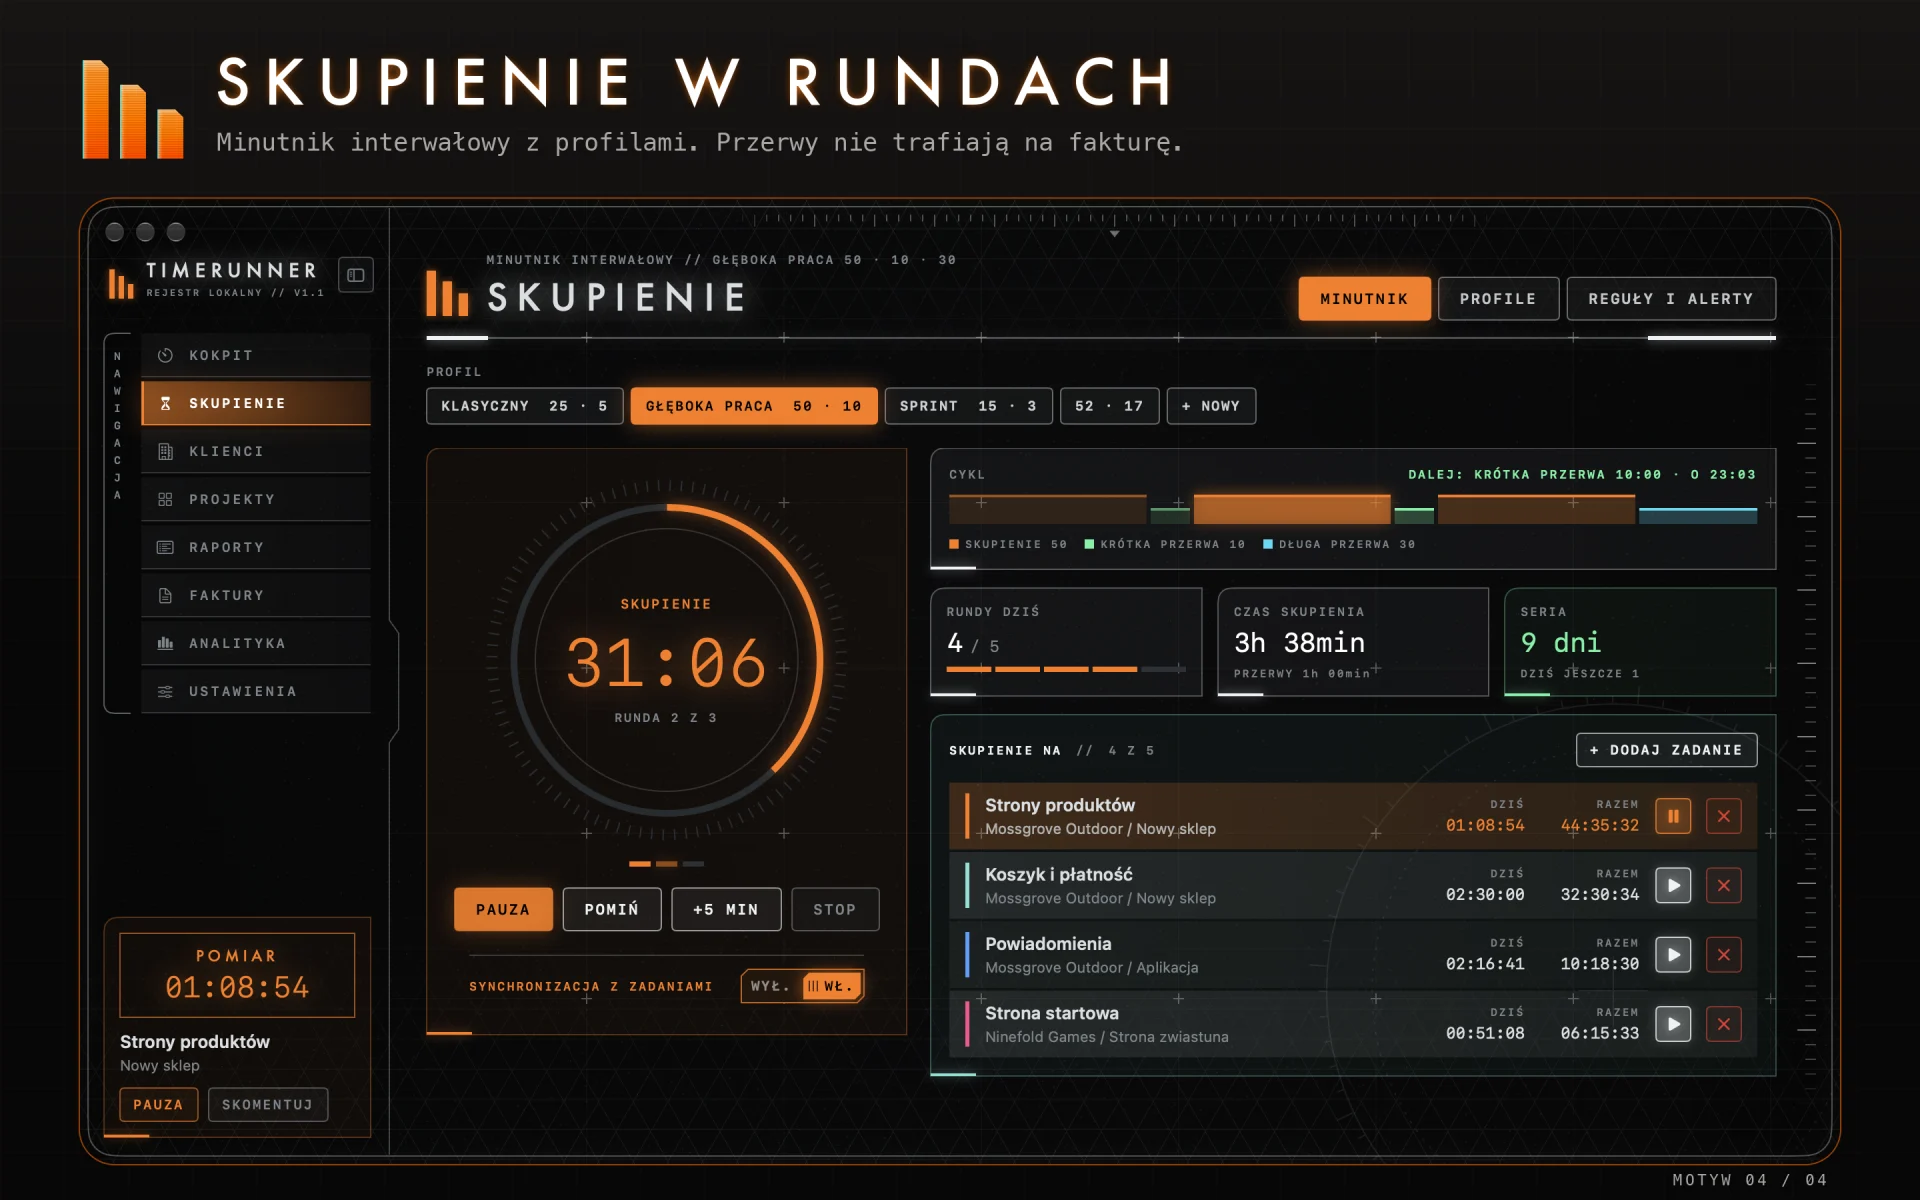 SKUPIENIE W RUNDACH
Minutnik interwałowy z profilami. Przerwy nie trafiają na fakturę.
TIMERUNNER
REJESTR LOKALNY // V1.1
NAWIGACJA
KOKPIT
SKUPIENIE
KLIENCI
PROJEKTY
RAPORTY
FAKTURY
ANALITYKA
USTAWIENIA
POMIAR
01:08:54
Strony produktów
Nowy sklep
PAUZA SKOMENTUJ
MINUTNIK INTERWAŁOWY // GŁĘBOKA PRACA 50 · 10 · 30
SKUPIENIE
MINUTNIK PROFILE REGUŁY I ALERTY
PROFIL
KLASYCZNY 25 · 5 GŁĘBOKA PRACA 50 · 10 SPRINT 15 · 3 52 · 17 + NOWY
SKUPIENIE
31:06
RUNDA 2 Z 3
PAUZA POMIŃ +5 MIN STOP
SYNCHRONIZACJA Z ZADANIAMI WYŁ. WŁ.
CYKL DALEJ: KRÓTKA PRZERWA 10:00 · O 23:03
SKUPIENIE 50 KRÓTKA PRZERWA 10 DŁUGA PRZERWA 30
RUNDY DZIŚ
4 / 5
CZAS SKUPIENIA
3h 38min
PRZERWY 1h 00min
SERIA
9 dni
DZIŚ JESZCZE 1
SKUPIENIE NA // 4 Z 5 + DODAJ ZADANIE
Strony produktów DZIŚ RAZEM
Mossgrove Outdoor / Nowy sklep 01:08:54 44:35:32
Koszyk i płatność DZIŚ RAZEM
Mossgrove Outdoor / Nowy sklep 02:30:00 32:30:34
Powiadomienia DZIŚ RAZEM
Mossgrove Outdoor / Aplikacja 02:16:41 10:18:30
Strona startowa DZIŚ RAZEM
Ninefold Games / Strona zwiastuna 00:51:08 06:15:33
MOTYW 04 / 04